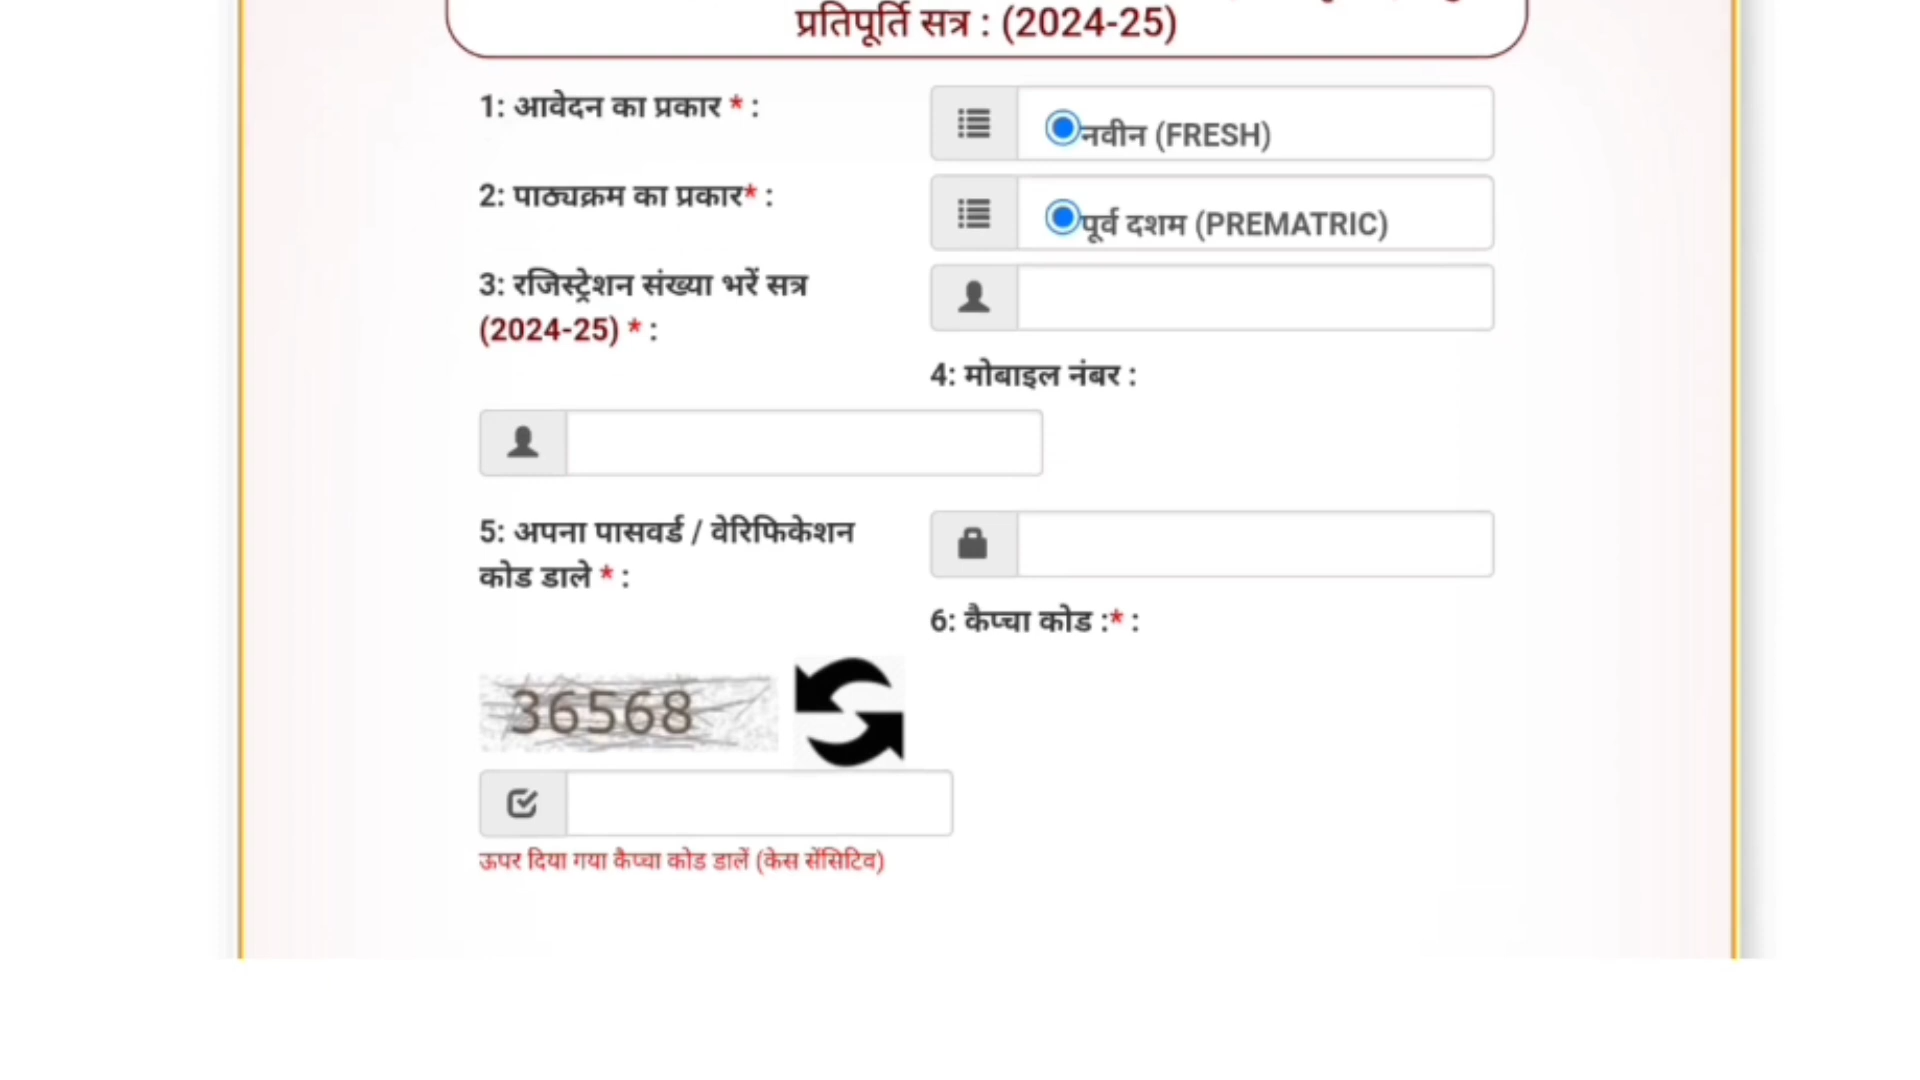 प्रतिपूर्ति सत्र : (2024-25)
1: आवेदन का प्रकार * :
नवीन (FRESH)
2: पाठ्यक्रम का प्रकार* :
पूर्व दशम (PREMATRIC)
3: रजिस्ट्रेशन संख्या भरें सत्र
(2024-25) * :
4: मोबाइल नंबर :
5: अपना पासवर्ड / वेरिफिकेशन
कोड डाले * :
6: कैप्चा कोड :* :
36568
ऊपर दिया गया कैप्चा कोड डालें (केस सेंसिटिव)